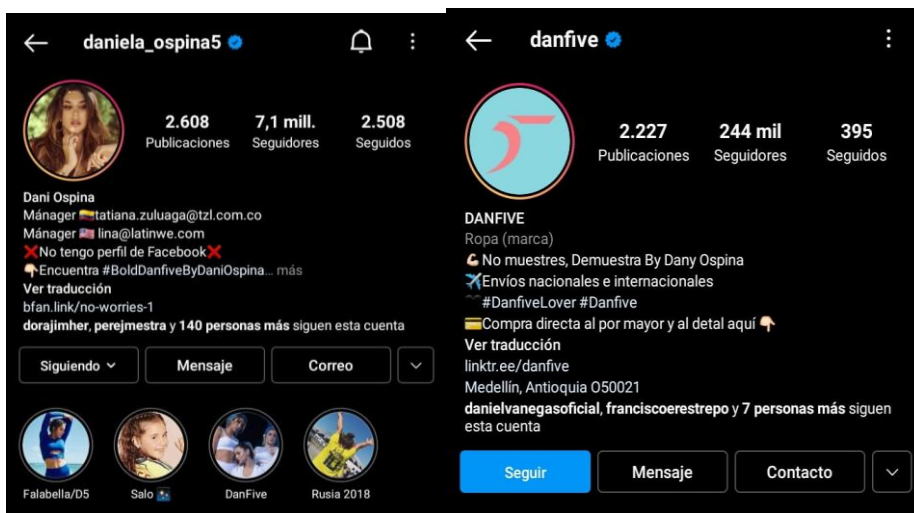 daniela_ospina5
2.608
7,1 mill.
2.508
Publicaciones
Seguidores
Seguidos
Dani Ospina
Mánager 🇨🇴tatiana.zuluaga@tzl.com.co
Mánager 🇺🇸 lina@latinwe.com
❌No tengo perfil de Facebook❌
👇🏻Encuentra #BoldDanfiveByDaniOspina... más
Ver traducción
bfan.link/no-worries-1
dorajimher, perejmestra y 140 personas más siguen esta cuenta
Siguiendo
Mensaje
Correo
Falabella/D5
Salo
DanFive
Rusia 2018
danfive
2.227
244 mil
395
Publicaciones
Seguidores
Seguidos
DANFIVE
Ropa (marca)
💪🏻No muestres, Demuestra By Dany Ospina
✈️Envíos nacionales e internacionales
#DanfiveLover #Danfive
💳Compra directa al por mayor y al detal aquí 👇🏻
Ver traducción
linktr.ee/danfive
Medellín, Antioquia 050021
danielvanegasoficial, franciscoerestrepo y 7 personas más siguen
esta cuenta
Seguir
Mensaje
Contacto